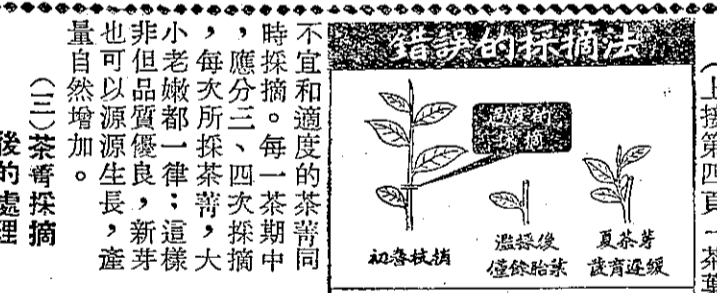 (上接第四頁「茶葉
錯誤的採摘法
過度的
採摘
初春枝梢
濫採後
僅餘胎葉
夏茶芽
發育遲緩
不宜和適度的茶菁同
時採摘。每一茶期中
，應分三、四次採摘
，每次所採茶菁，大
小老嫩都一律；這樣
非但品質優良，新芽
也可以源源生長，產
量自然增加。
(三)茶菁採摘
後的處理